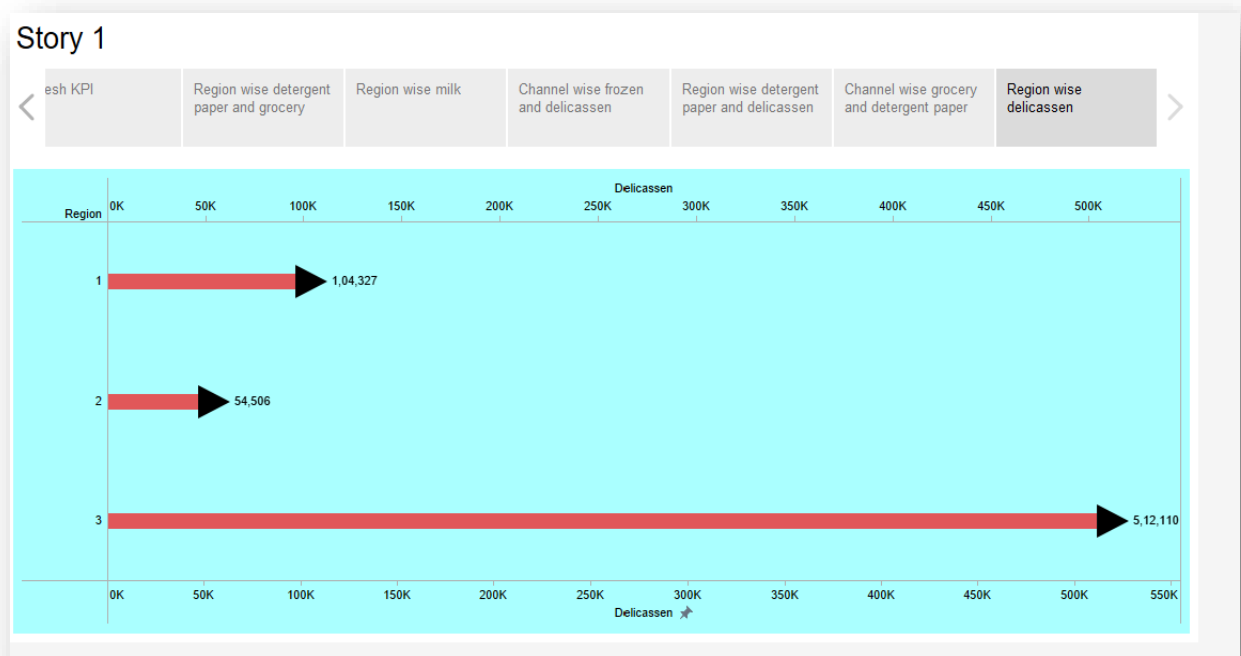 Story 1
esh KPI
Region wise detergent
paper and grocery
Region wise milk
Channel wise frozen
and delicassen
Region wise detergent
paper and delicassen
Channel wise grocery
and detergent paper
Region wise
delicassen
Delicassen
Region
0K 50K 100K 150K 200K 250K 300K 350K 400K 450K 500K
1 1,04,327
2 54,506
3 5,12,110
0K 50K 100K 150K 200K 250K 300K 350K 400K 450K 500K 550K
Delicassen